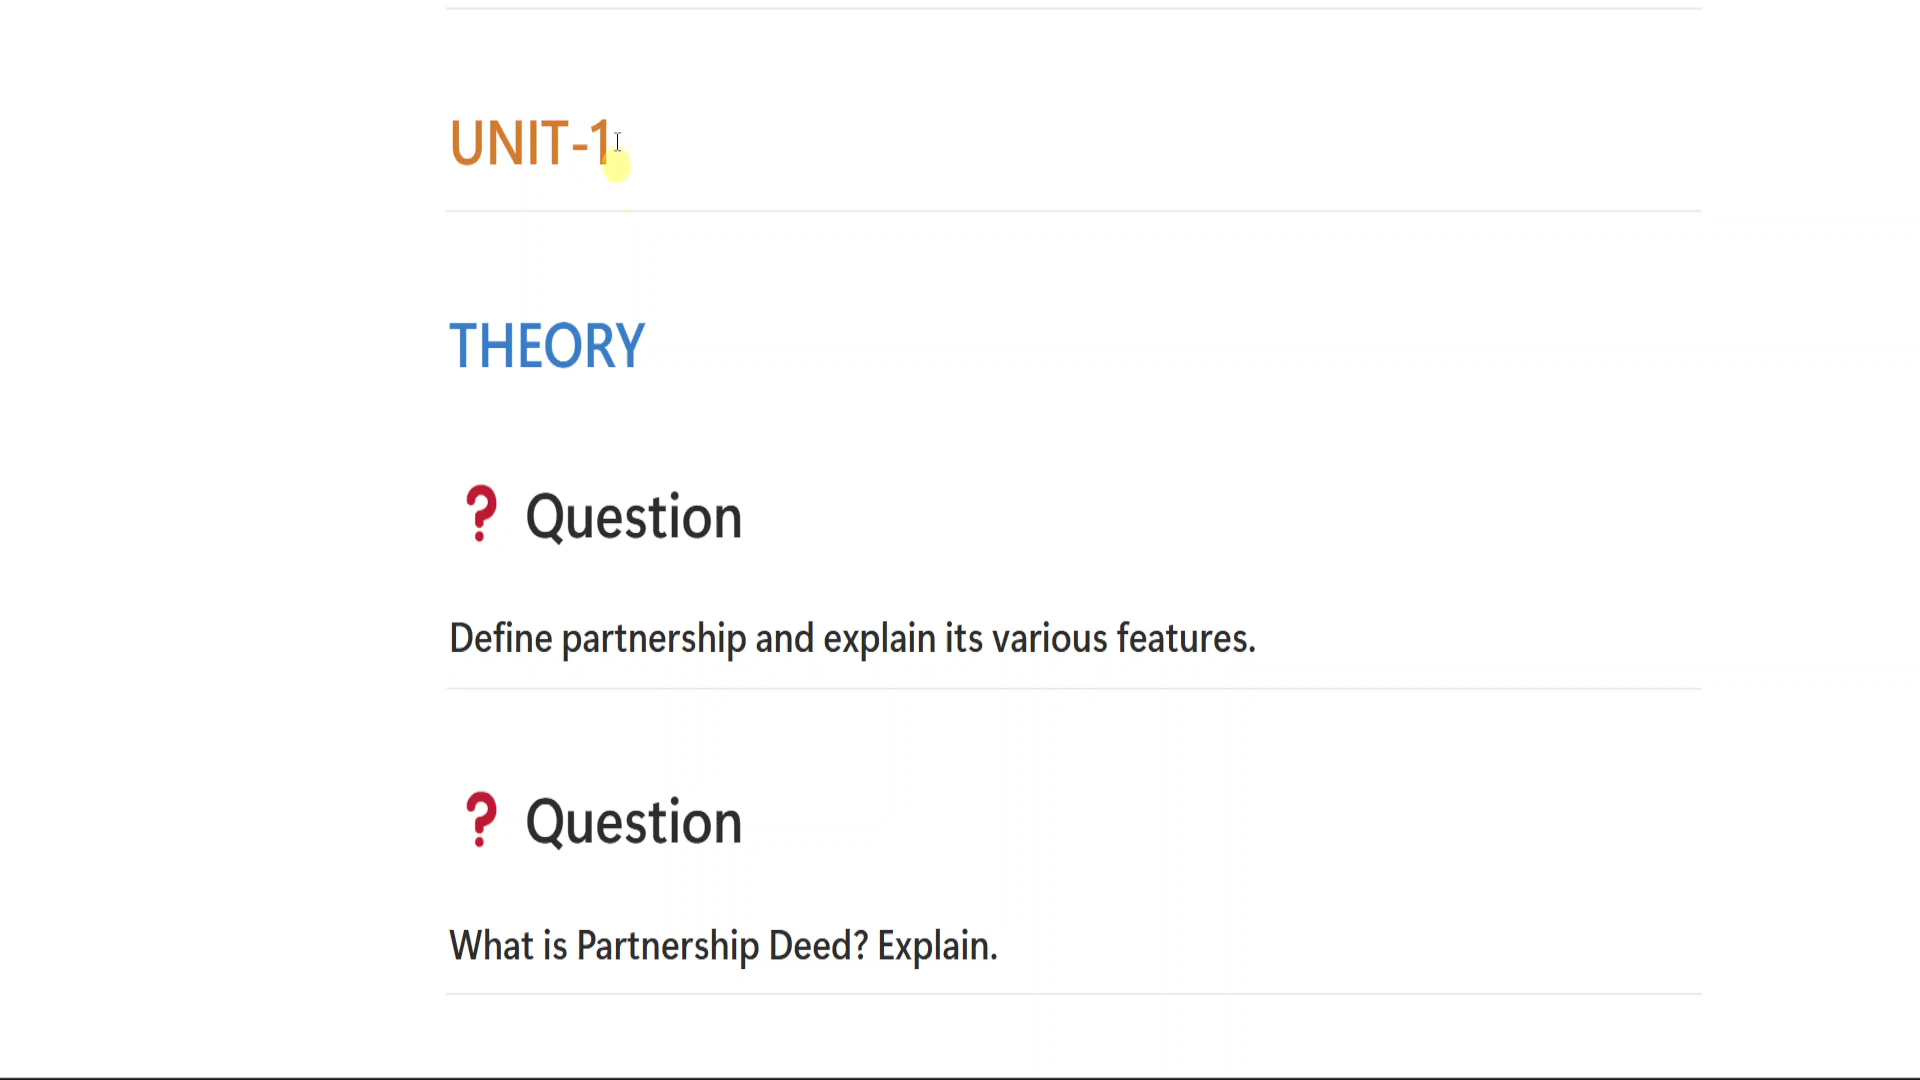 UNIT-1
THEORY
❓ Question
Define partnership and explain its various features.
❓ Question
What is Partnership Deed? Explain.